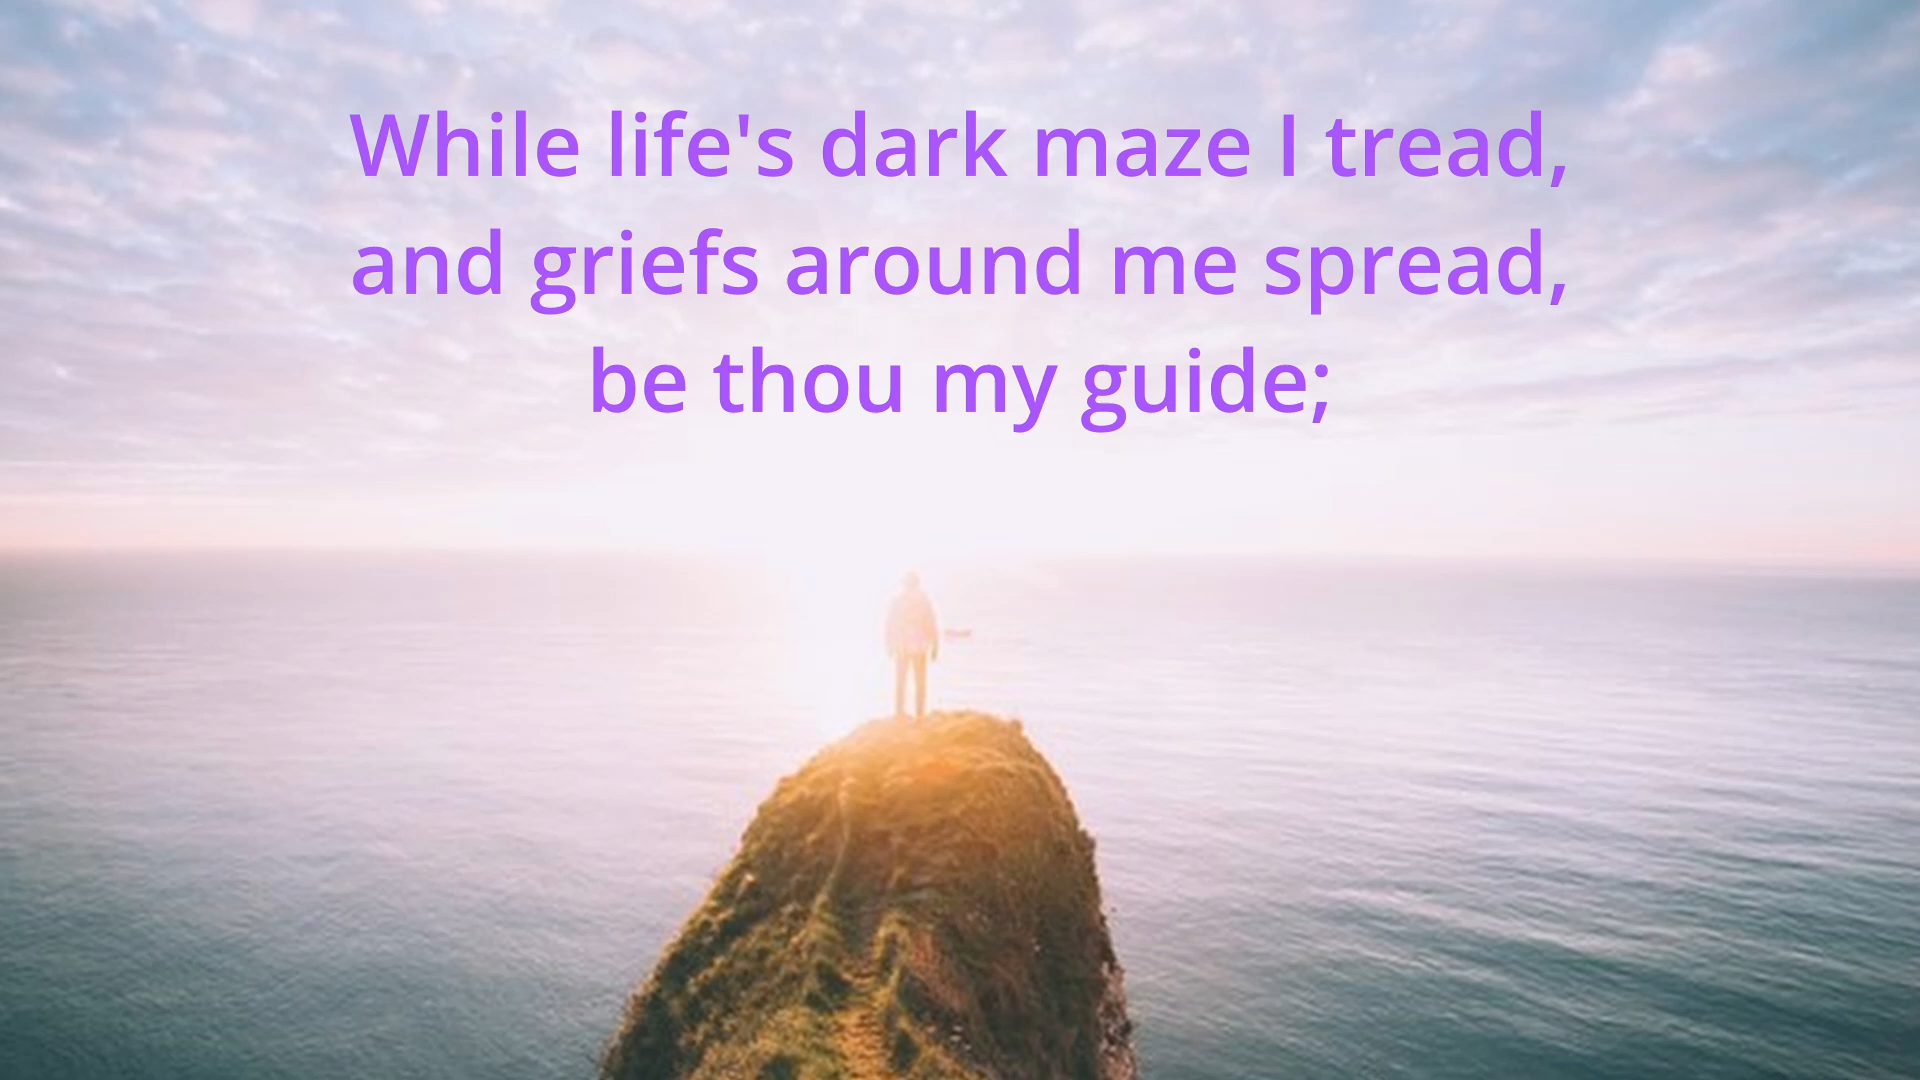 While life's dark maze I tread,
and griefs around me spread,
be thou my guide;